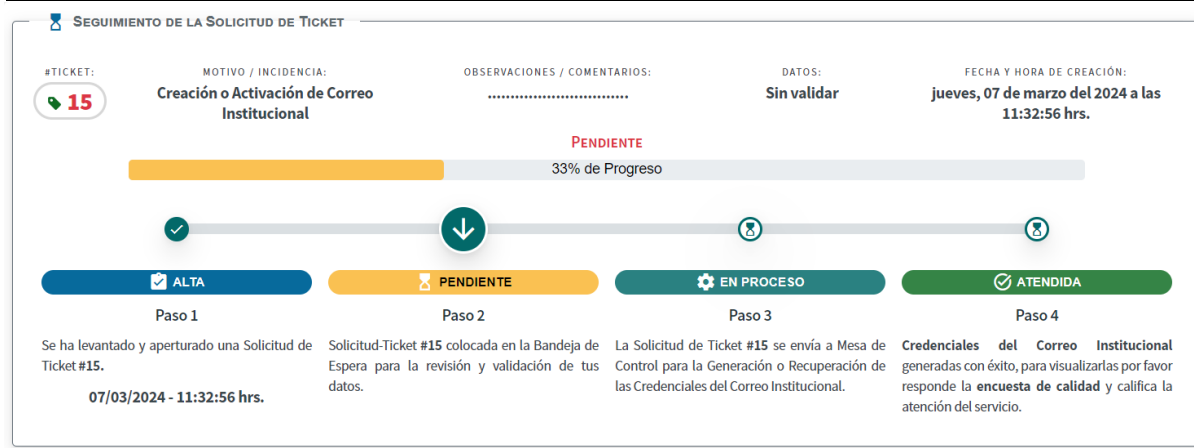 SEGUIMIENTO DE LA SOLICITUD DE TICKET
#TICKET:
15
MOTIVO / INCIDENCIA:
Creación o Activación de Correo
Institucional
OBSERVACIONES / COMENTARIOS:
...............................
DATOS:
Sin validar
FECHA Y HORA DE CREACIÓN:
jueves, 07 de marzo del 2024 a las
11:32:56 hrs.
PENDIENTE
33% de Progreso
ALTA
Paso 1
Se ha levantado y aperturado una Solicitud de
Ticket #15.
07/03/2024 - 11:32:56 hrs.
PENDIENTE
Paso 2
Solicitud-Ticket #15 colocada en la Bandeja de
Espera para la revisión y validación de tus
datos.
EN PROCESO
Paso 3
La Solicitud de Ticket #15 se envía a Mesa de
Control para la Generación o Recuperación de
las Credenciales del Correo Institucional.
ATENDIDA
Paso 4
Credenciales del Correo Institucional
generadas con éxito, para visualizarlas por favor
responde la encuesta de calidad y califica la
atención del servicio.